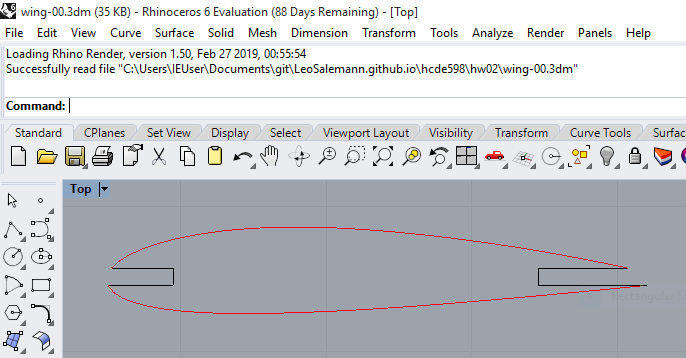 wing-00.3dm (35 KB) - Rhinoceros 6 Evaluation (88 Days Remaining) - [Top]
File Edit View Curve Surface Solid Mesh Dimension Transform Tools Analyze Render Panels Help
Loading Rhino Render, version 1.50, Feb 27 2019, 00:55:54
Successfully read file "C:\Users\IEUser\Documents\git\LeoSalemann.github.io\hcde598\hw02\wing-00.3dm"
Command:
Standard CPlanes Set View Display Select Viewport Layout Visibility Transform Curve Tools Surfac
Top